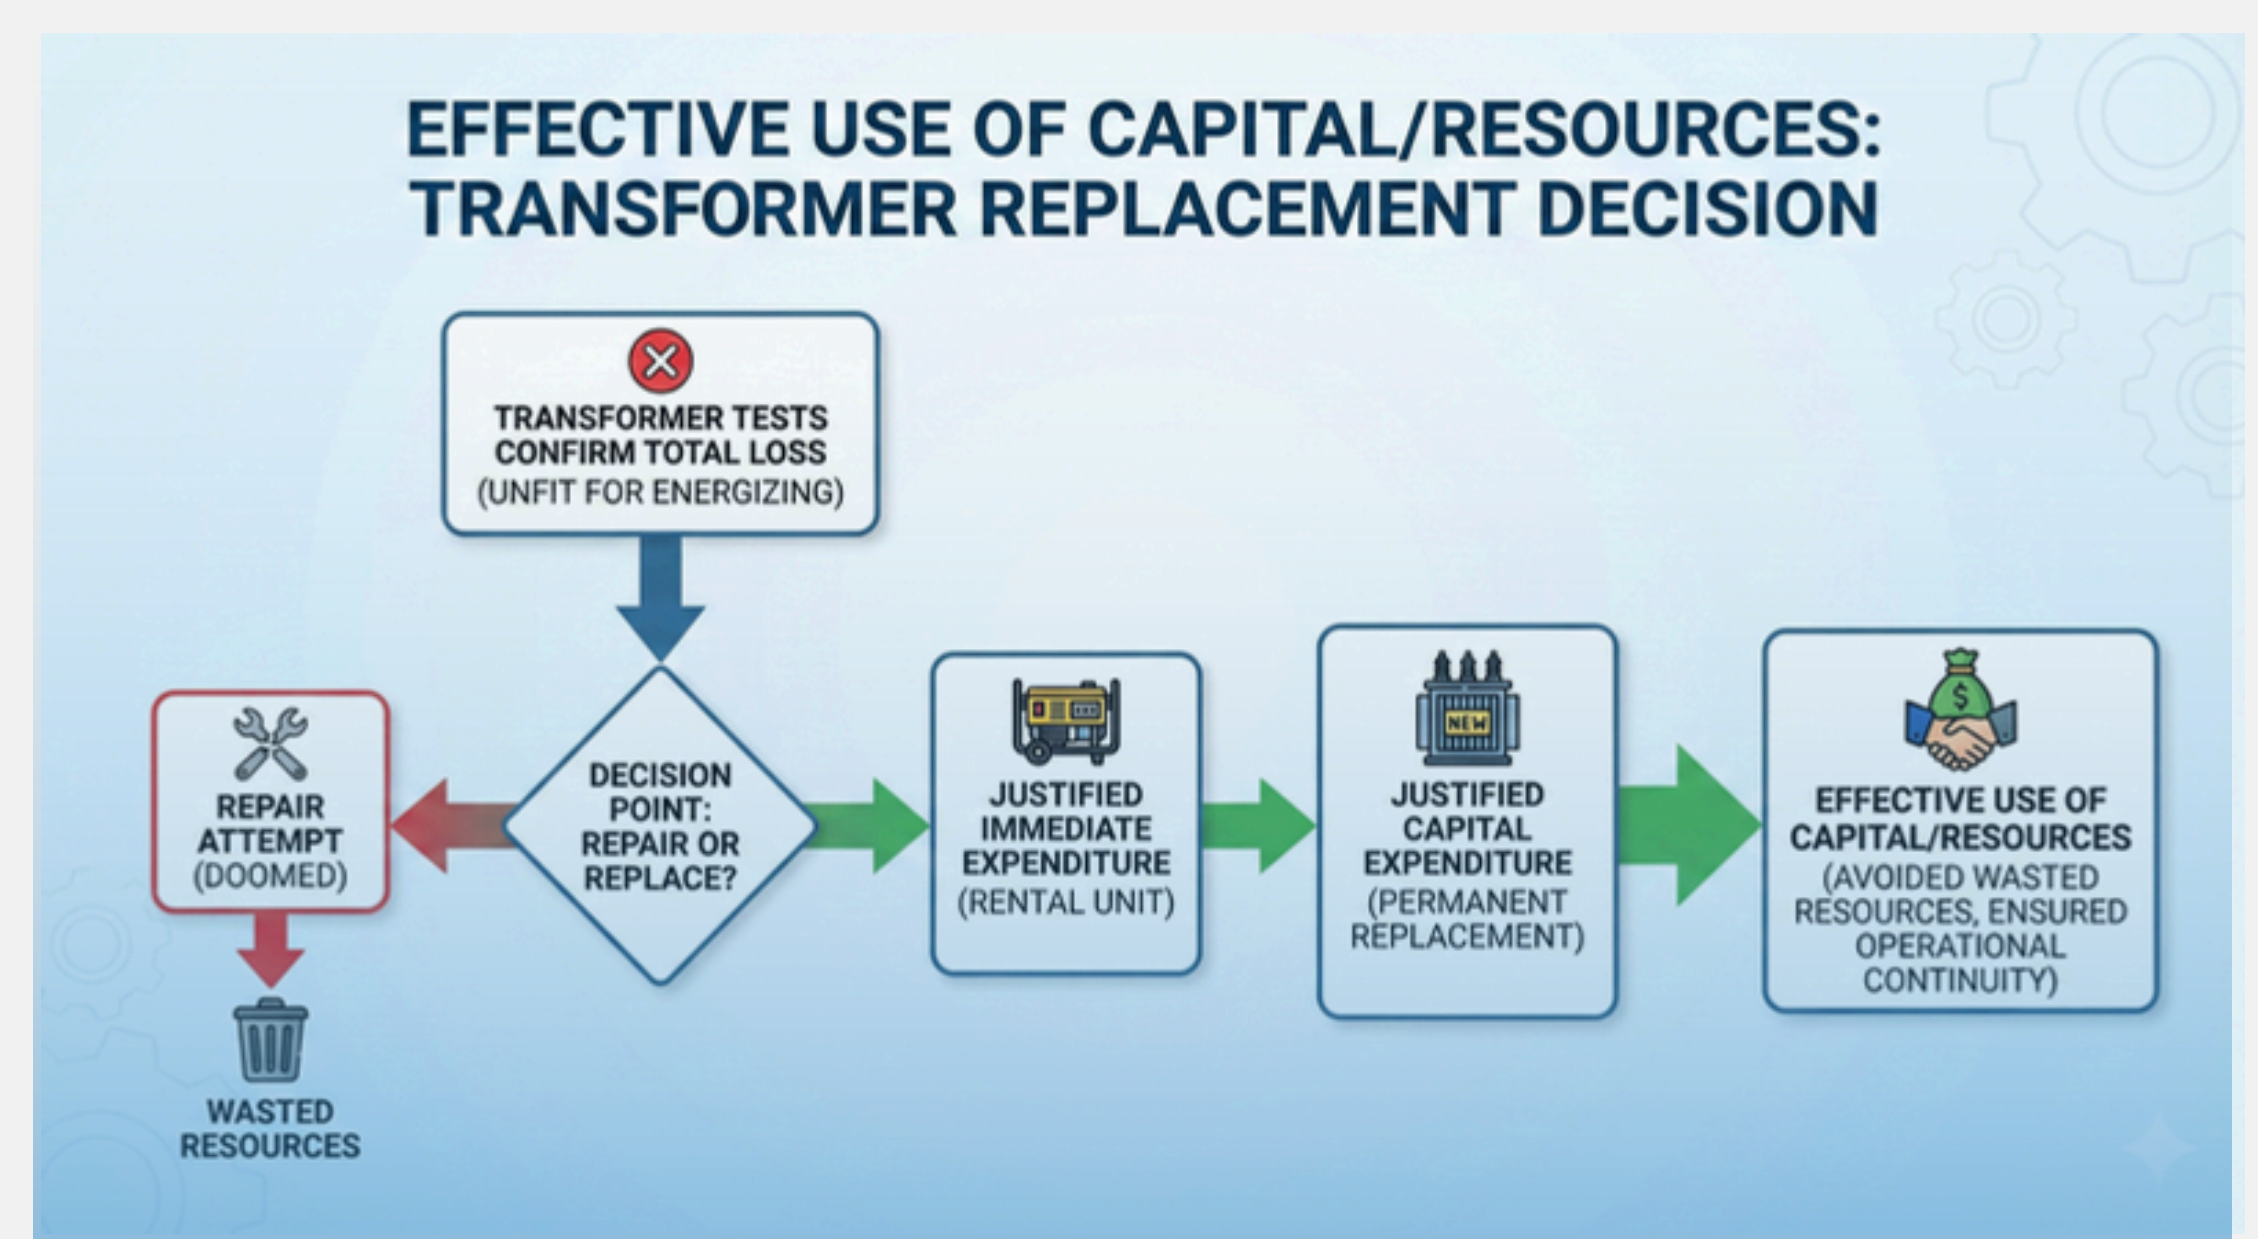 EFFECTIVE USE OF CAPITAL/RESOURCES:
TRANSFORMER REPLACEMENT DECISION
TRANSFORMER TESTS
CONFIRM TOTAL LOSS
(UNFIT FOR ENERGIZING)
REPAIR
ATTEMPT
(DOOMED)
WASTED
RESOURCES
DECISION
POINT:
REPAIR OR
REPLACE?
JUSTIFIED
IMMEDIATE
EXPENDITURE
(RENTAL UNIT)
NEW
JUSTIFIED
CAPITAL
EXPENDITURE
(PERMANENT
REPLACEMENT)
$
EFFECTIVE USE OF
CAPITAL/RESOURCES
(AVOIDED WASTED
RESOURCES, ENSURED
OPERATIONAL
CONTINUITY)